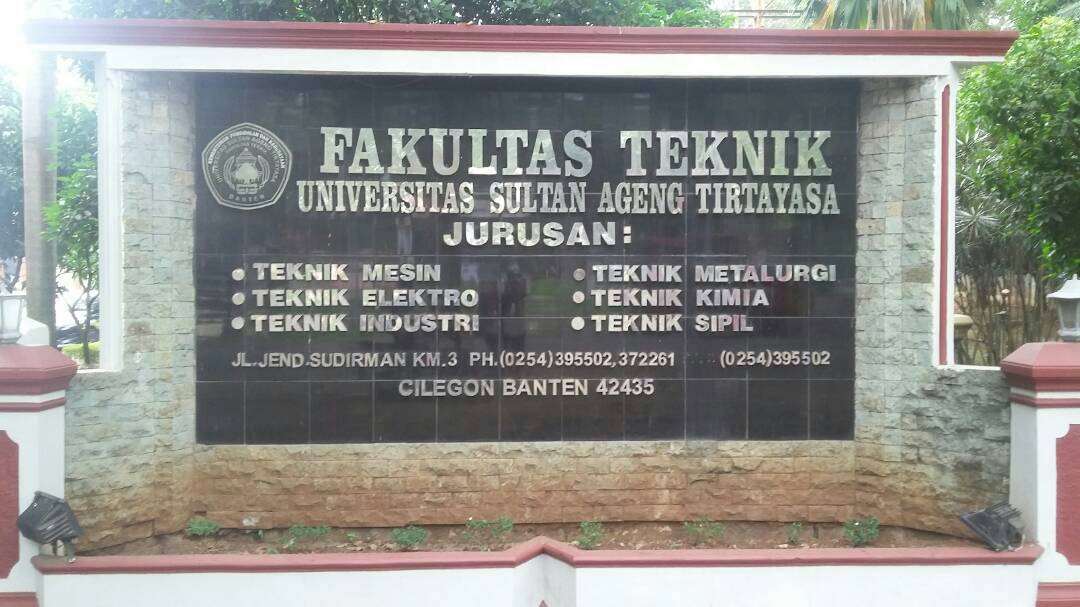 FAKULTAS TEKNIK
UNIVERSITAS SULTAN AGENG TIRTAYASA
JURUSAN:
• TEKNIK MESIN
• TEKNIK METALURGI
• TEKNIK ELEKTRO
• TEKNIK KIMIA
• TEKNIK INDUSTRI
• TEKNIK SIPIL
JL.JEND.SUDIRMAN KM.3 PH.(0254)395502,372261 (0254)395502
CILEGON BANTEN 42435
BANTEN